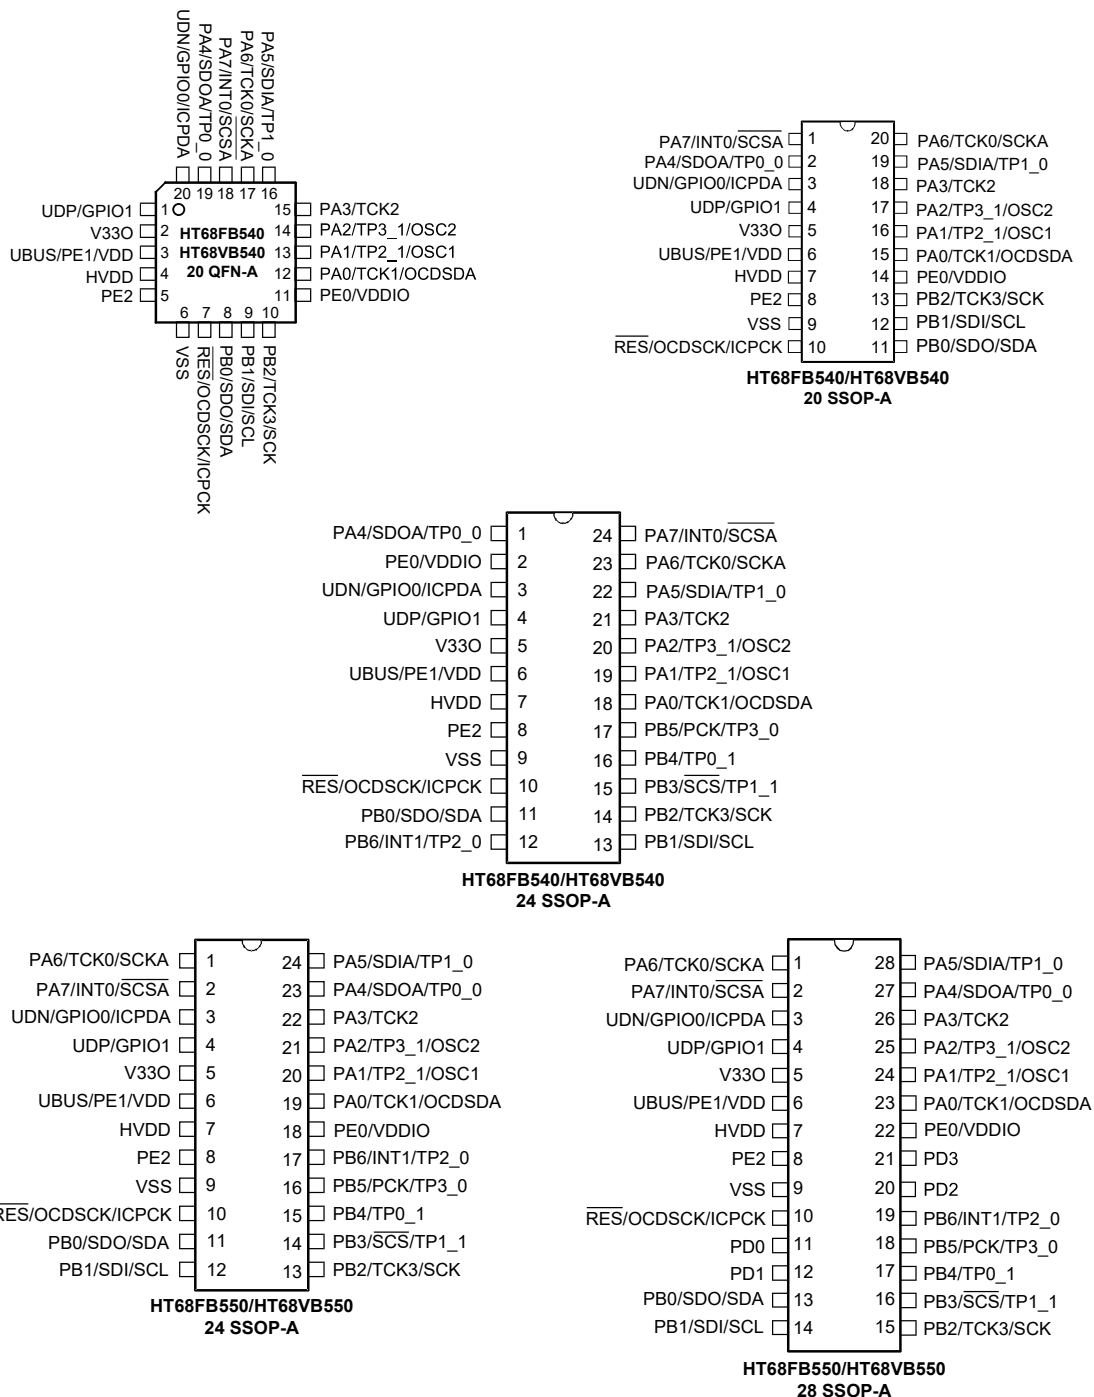 UDN/GPIO0/ICPDA
PA4/SDOA/TP0_0
PA7/INT0/SCSA
PA6/TCK0/SCKA
PA5/SDIA/TP1_0
20 19 18 17 16
UDP/GPIO1 1
V33O 2
UBUS/PE1/VDD 3
HVDD 4
PE2 5
HT68FB540
HT68VB540
20 QFN-A
15 PA3/TCK2
14 PA2/TP3_1/OSC2
13 PA1/TP2_1/OSC1
12 PA0/TCK1/OCDSDA
11 PE0/VDDIO
6 7 8 9 10
VSS
RES/OCDSCK/ICPCK
PB0/SDO/SDA
PB1/SDI/SCL
PB2/TCK3/SCK
PA7/INT0/SCSA 1 20 PA6/TCK0/SCKA
PA4/SDOA/TP0_0 2 19 PA5/SDIA/TP1_0
UDN/GPIO0/ICPDA 3 18 PA3/TCK2
UDP/GPIO1 4 17 PA2/TP3_1/OSC2
V33O 5 16 PA1/TP2_1/OSC1
UBUS/PE1/VDD 6 15 PA0/TCK1/OCDSDA
HVDD 7 14 PE0/VDDIO
PE2 8 13 PB2/TCK3/SCK
VSS 9 12 PB1/SDI/SCL
RES/OCDSCK/ICPCK 10 11 PB0/SDO/SDA
HT68FB540/HT68VB540
20 SSOP-A
PA4/SDOA/TP0_0 1 24 PA7/INT0/SCSA
PE0/VDDIO 2 23 PA6/TCK0/SCKA
UDN/GPIO0/ICPDA 3 22 PA5/SDIA/TP1_0
UDP/GPIO1 4 21 PA3/TCK2
V33O 5 20 PA2/TP3_1/OSC2
UBUS/PE1/VDD 6 19 PA1/TP2_1/OSC1
HVDD 7 18 PA0/TCK1/OCDSDA
PE2 8 17 PB5/PCK/TP3_0
VSS 9 16 PB4/TP0_1
RES/OCDSCK/ICPCK 10 15 PB3/SCS/TP1_1
PB0/SDO/SDA 11 14 PB2/TCK3/SCK
PB6/INT1/TP2_0 12 13 PB1/SDI/SCL
HT68FB540/HT68VB540
24 SSOP-A
PA6/TCK0/SCKA 1 24 PA5/SDIA/TP1_0
PA7/INT0/SCSA 2 23 PA4/SDOA/TP0_0
UDN/GPIO0/ICPDA 3 22 PA3/TCK2
UDP/GPIO1 4 21 PA2/TP3_1/OSC2
V33O 5 20 PA1/TP2_1/OSC1
UBUS/PE1/VDD 6 19 PA0/TCK1/OCDSDA
HVDD 7 18 PE0/VDDIO
PE2 8 17 PB6/INT1/TP2_0
VSS 9 16 PB5/PCK/TP3_0
RES/OCDSCK/ICPCK 10 15 PB4/TP0_1
PB0/SDO/SDA 11 14 PB3/SCS/TP1_1
PB1/SDI/SCL 12 13 PB2/TCK3/SCK
HT68FB550/HT68VB550
24 SSOP-A
PA6/TCK0/SCKA 1 28 PA5/SDIA/TP1_0
PA7/INT0/SCSA 2 27 PA4/SDOA/TP0_0
UDN/GPIO0/ICPDA 3 26 PA3/TCK2
UDP/GPIO1 4 25 PA2/TP3_1/OSC2
V33O 5 24 PA1/TP2_1/OSC1
UBUS/PE1/VDD 6 23 PA0/TCK1/OCDSDA
HVDD 7 22 PE0/VDDIO
PE2 8 21 PD3
VSS 9 20 PD2
RES/OCDSCK/ICPCK 10 19 PB6/INT1/TP2_0
PD0 11 18 PB5/PCK/TP3_0
PD1 12 17 PB4/TP0_1
PB0/SDO/SDA 13 16 PB3/SCS/TP1_1
PB1/SDI/SCL 14 15 PB2/TCK3/SCK
HT68FB550/HT68VB550
28 SSOP-A